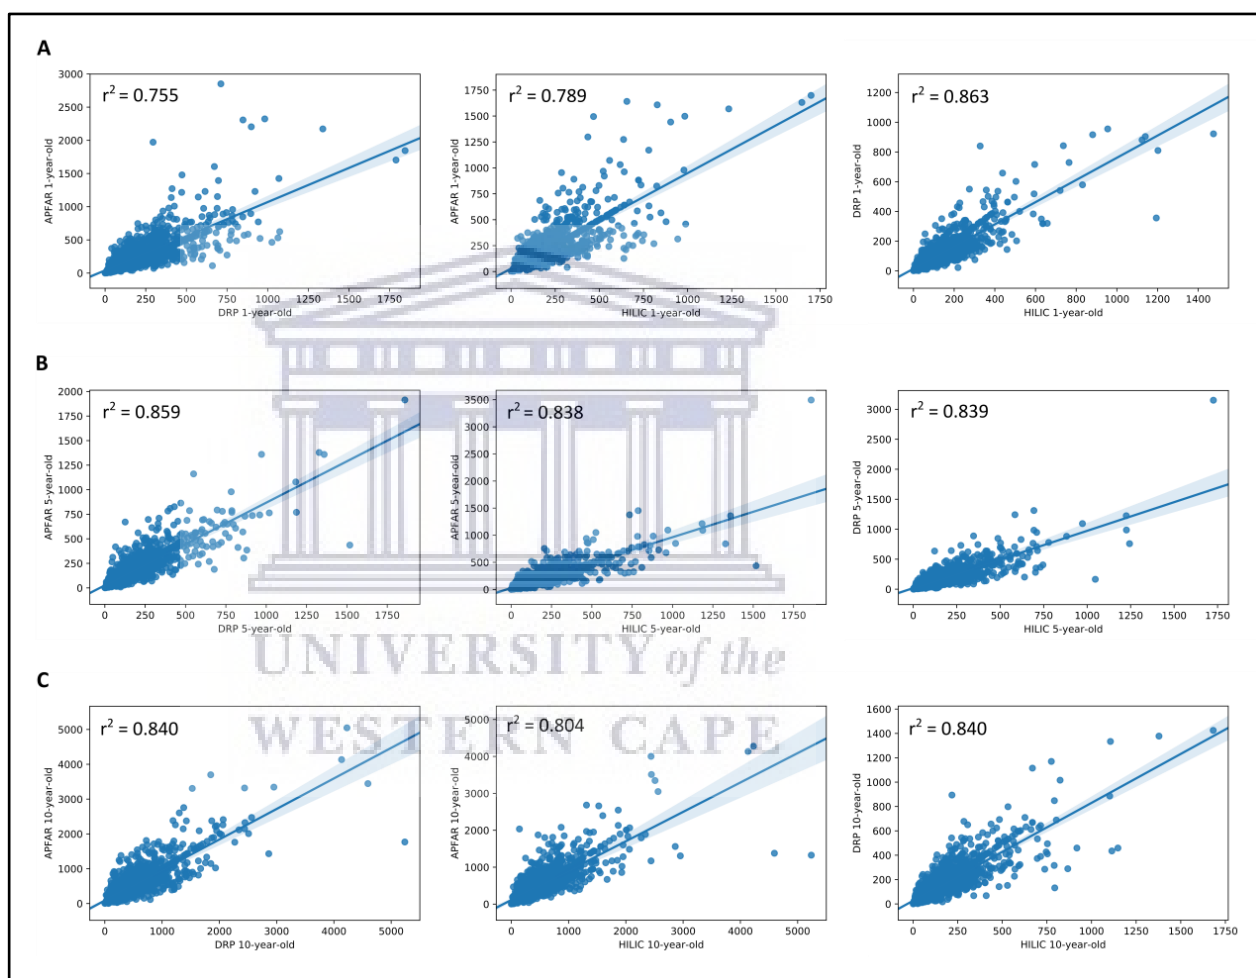 A
r² = 0.755
3000
2500
2000
1500
1000
500
0
APFAR 1-year-old
0 250 500 750 1000 1250 1500 1750
DRP 1-year-old
r² = 0.789
1750
1500
1250
1000
750
500
250
0
APFAR 1-year-old
0 250 500 750 1000 1250 1500 1750
HILIC 1-year-old
r² = 0.863
1200
1000
800
600
400
200
0
DRP 1-year-old
0 200 400 600 800 1000 1200 1400
HILIC 1-year-old
B
r² = 0.859
2000
1750
1500
1250
1000
750
500
250
0
APFAR 5-year-old
0 250 500 750 1000 1250 1500 1750
DRP 5-year-old
r² = 0.838
3500
3000
2500
2000
1500
1000
500
0
APFAR 5-year-old
0 250 500 750 1000 1250 1500 1750
HILIC 5-year-old
r² = 0.839
3000
2500
2000
1500
1000
500
0
DRP 5-year-old
0 250 500 750 1000 1250 1500 1750
HILIC 5-year-old
UNIVERSITY of the
WESTERN CAPE
C
r² = 0.840
5000
4000
3000
2000
1000
0
APFAR 10-year-old
0 1000 2000 3000 4000 5000
DRP 10-year-old
r² = 0.804
5000
4000
3000
2000
1000
0
APFAR 10-year-old
0 1000 2000 3000 4000 5000
HILIC 10-year-old
r² = 0.840
1600
1400
1200
1000
800
600
400
200
0
DRP 10-year-old
0 250 500 750 1000 1250 1500 1750
HILIC 10-year-old